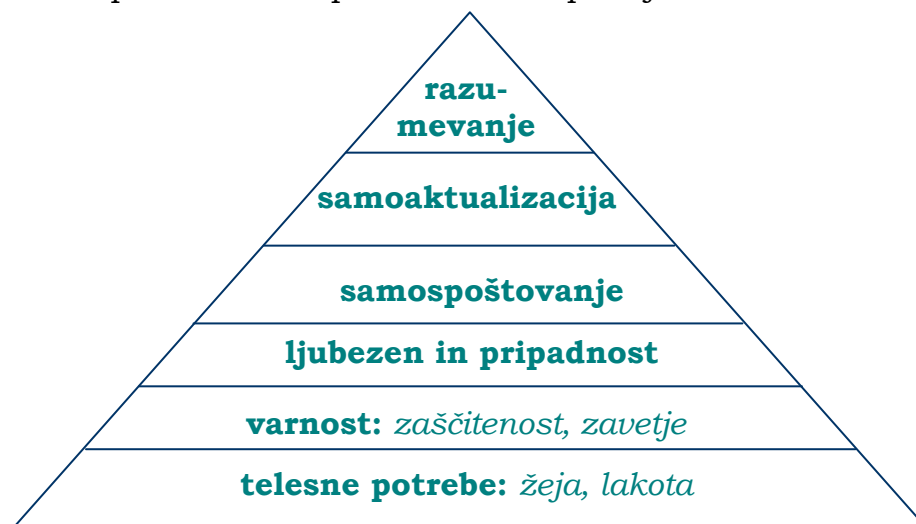 razu-
mevanje
samoaktualizacija
samospoštovanje
ljubezen in pripadnost
varnost: zaščitenost, zavetje
telesne potrebe: žeja, lakota